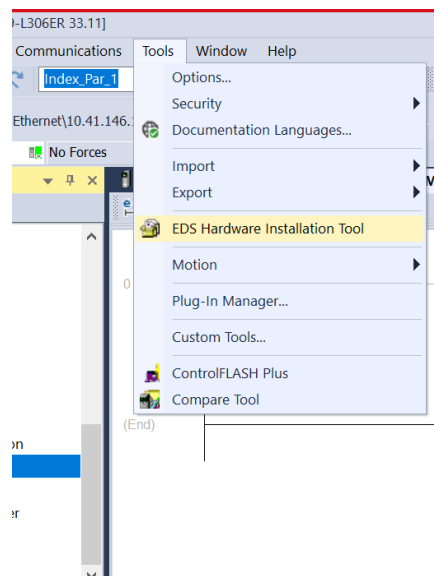 9-L306ER 33.11]
Communications Tools Window Help
Index_Par_1
Options...
Security
Ethernet\10.41.146.
Documentation Languages...
No Forces
Import
Export
EDS Hardware Installation Tool
Motion
0
Plug-In Manager...
Custom Tools...
ControlFLASH Plus
Compare Tool
(End)
on
er